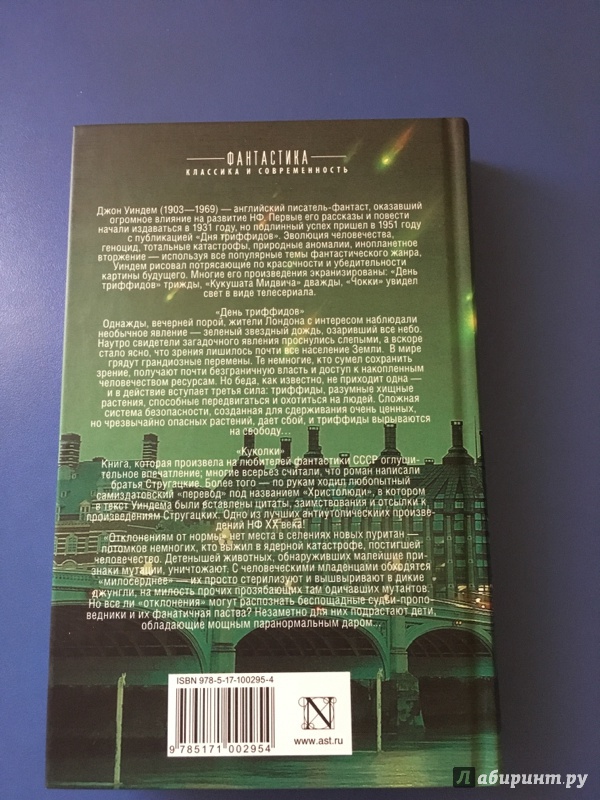 ФАНТАСТИКА
КЛАССИКА И СОВРЕМЕННОСТЬ
Джон Уиндем (1903—1969) — английский писатель-фантаст, оказавший
огромное влияние на развитие НФ. Первые его рассказы и повести
начали издаваться в 1931 году, но подлинный успех пришел в 1951 году
с публикацией «Дня триффидов». Эволюция человечества,
геноцид, тотальные катастрофы, природные аномалии, инопланетное
вторжение — используя все популярные темы фантастического жанра,
Уиндем рисовал потрясающие по красочности и убедительности
картины будущего. Многие его произведения экранизированы: «День
триффидов» трижды, «Кукушата Мидвича» дважды, «Чокки» увидел
свет в виде телесериала.
«День триффидов»
Однажды, вечерней порой, жители Лондона с интересом наблюдали
необычное явление — зеленый звездный дождь, озаривший все небо.
Наутро свидетели загадочного явления проснулись слепыми, а вскоре
стало ясно, что зрения лишилось почти все население Земли. В мире
грядут грандиозные перемены. Те немногие, кто сумел сохранить
зрение, получают почти безграничную власть и доступ к накопленным
человечеством ресурсам. Но беда, как известно, не приходит одна —
и в действие вступает третья сила: триффиды, разумные хищные
растения, способные передвигаться и охотиться на людей. Сложная
система безопасности, созданная для сдерживания очень ценных,
но чрезвычайно опасных растений, дает сбой, и триффиды вырываются
на свободу...
«Куколки»
Книга, которая произвела на любителей фантастики СССР оглуши-
тельное впечатление; многие всерьез считали, что роман написали
братья Стругацкие. Более того — по рукам ходил любопытный
самиздатовский «перевод» под названием «Христолюди», в котором
в текст Уиндема были вставлены цитаты, заимствования и отсылки к
произведениям Стругацких. Одно из лучших антиутопических произве-
дений НФ XX века!
Отклонениям от нормы нет места в селениях новых пуритан —
потомков немногих, кто выжил в ядерной катастрофе, постигшей
человечество. Детенышей животных, обнаруживших малейшие при-
знаки мутации, уничтожают. С человеческими младенцами обходятся
«милосерднее» — их просто стерилизуют и вышвыривают в дикие
джунгли, на милость прочих прозябающих там одичавших мутантов.
Но все ли «отклонения» могут распознать беспощадные судьи-пропо-
ведники и их фанатичная паства? Незаметно для них подрастают дети,
обладающие мощным паранормальным даром...
ISBN 978-5-17-100295-4
9 785171 002954
N
www.ast.ru
Лабиринт.ру